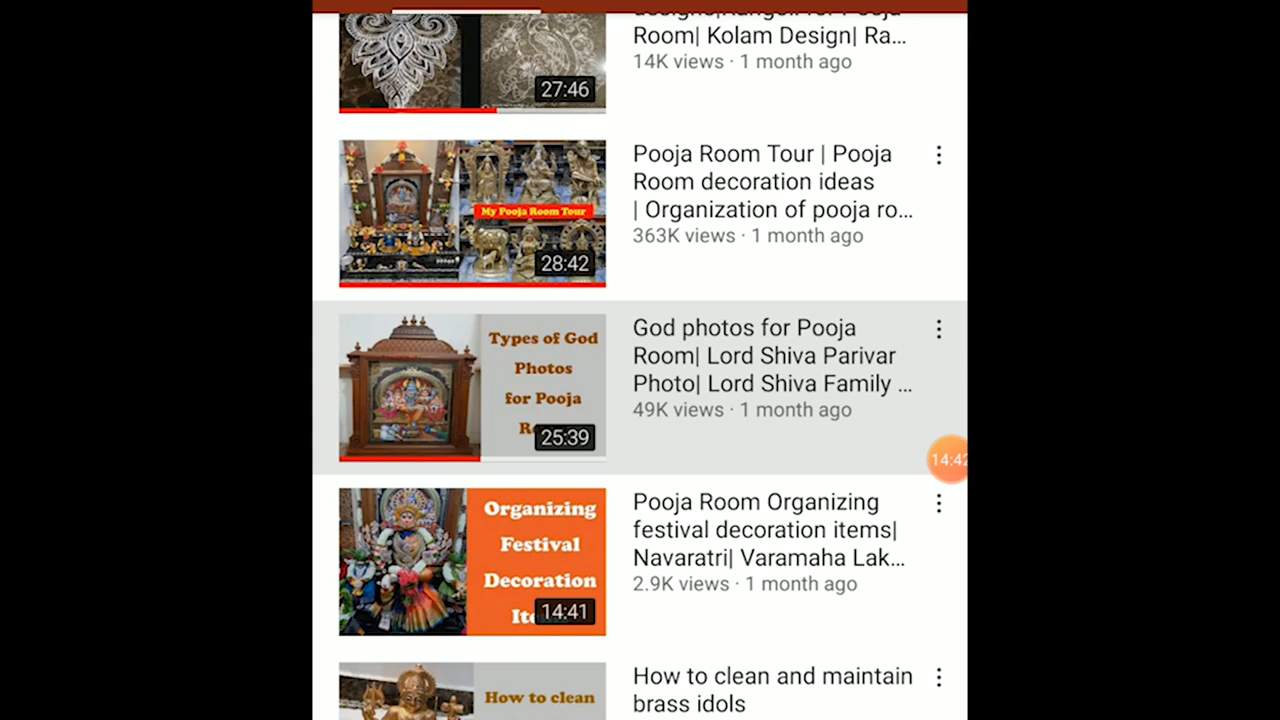 Room| Kolam Design| Ra...
14K views · 1 month ago
27:46
Pooja Room Tour | Pooja
Room decoration ideas
| Organization of pooja ro...
363K views · 1 month ago
My Pooja Room Tour
28:42
God photos for Pooja
Room| Lord Shiva Parivar
Photo| Lord Shiva Family ...
49K views · 1 month ago
Types of God
Photos
for Pooja
25:39
14:42
Pooja Room Organizing
festival decoration items|
Navaratri| Varamaha Lak...
2.9K views · 1 month ago
Organizing
Festival
Decoration
14:41
How to clean and maintain
brass idols
How to clean